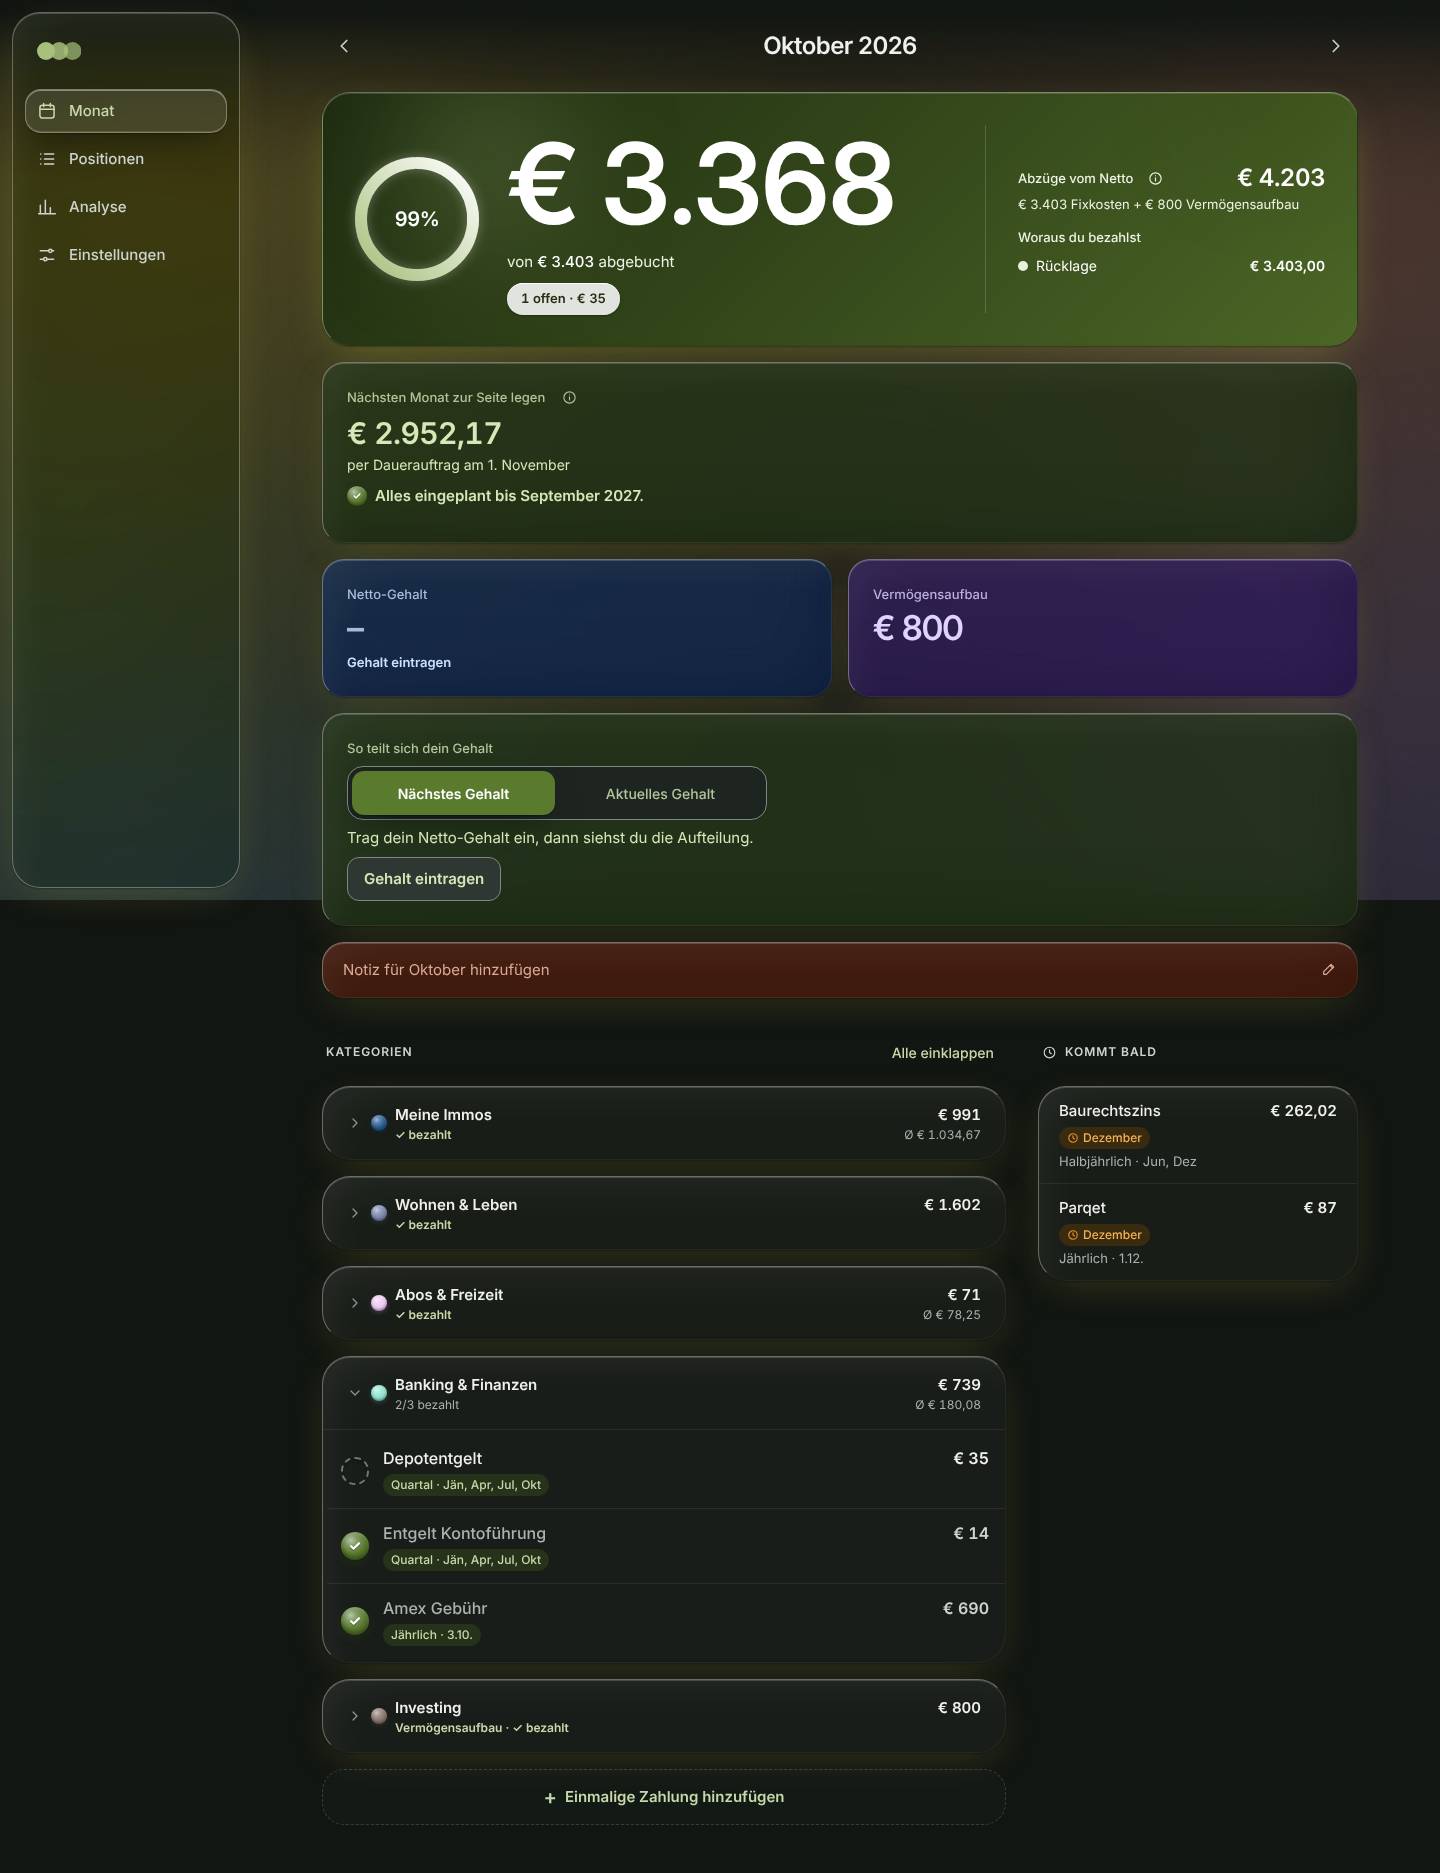 Oktober 2026
Monat
Positionen
Analyse
Einstellungen
99%
€ 3.368
von € 3.403 abgebucht
1 offen · € 35
Abzüge vom Netto
€ 4.203
€ 3.403 Fixkosten + € 800 Vermögensaufbau
Woraus du bezahlst
Rücklage
€ 3.403,00
Nächsten Monat zur Seite legen
€ 2.952,17
per Dauerauftrag am 1. November
Alles eingeplant bis September 2027.
Netto-Gehalt
–
Gehalt eintragen
Vermögensaufbau
€ 800
So teilt sich dein Gehalt
Nächstes Gehalt
Aktuelles Gehalt
Trag dein Netto-Gehalt ein, dann siehst du die Aufteilung.
Gehalt eintragen
Notiz für Oktober hinzufügen
KATEGORIEN
Alle einklappen
Meine Immos
€ 991
✓ bezahlt
Ø € 1.034,67
Wohnen & Leben
€ 1.602
✓ bezahlt
Abos & Freizeit
€ 71
✓ bezahlt
Ø € 78,25
Banking & Finanzen
€ 739
2/3 bezahlt
Ø € 180,08
Depotentgelt
€ 35
Quartal · Jän, Apr, Jul, Okt
Entgelt Kontoführung
€ 14
Quartal · Jän, Apr, Jul, Okt
Amex Gebühr
€ 690
Jährlich · 3.10.
Investing
€ 800
Vermögensaufbau · ✓ bezahlt
+ Einmalige Zahlung hinzufügen
KOMMT BALD
Baurechtszins
€ 262,02
Dezember
Halbjährlich · Jun, Dez
Parqet
€ 87
Dezember
Jährlich · 1.12.